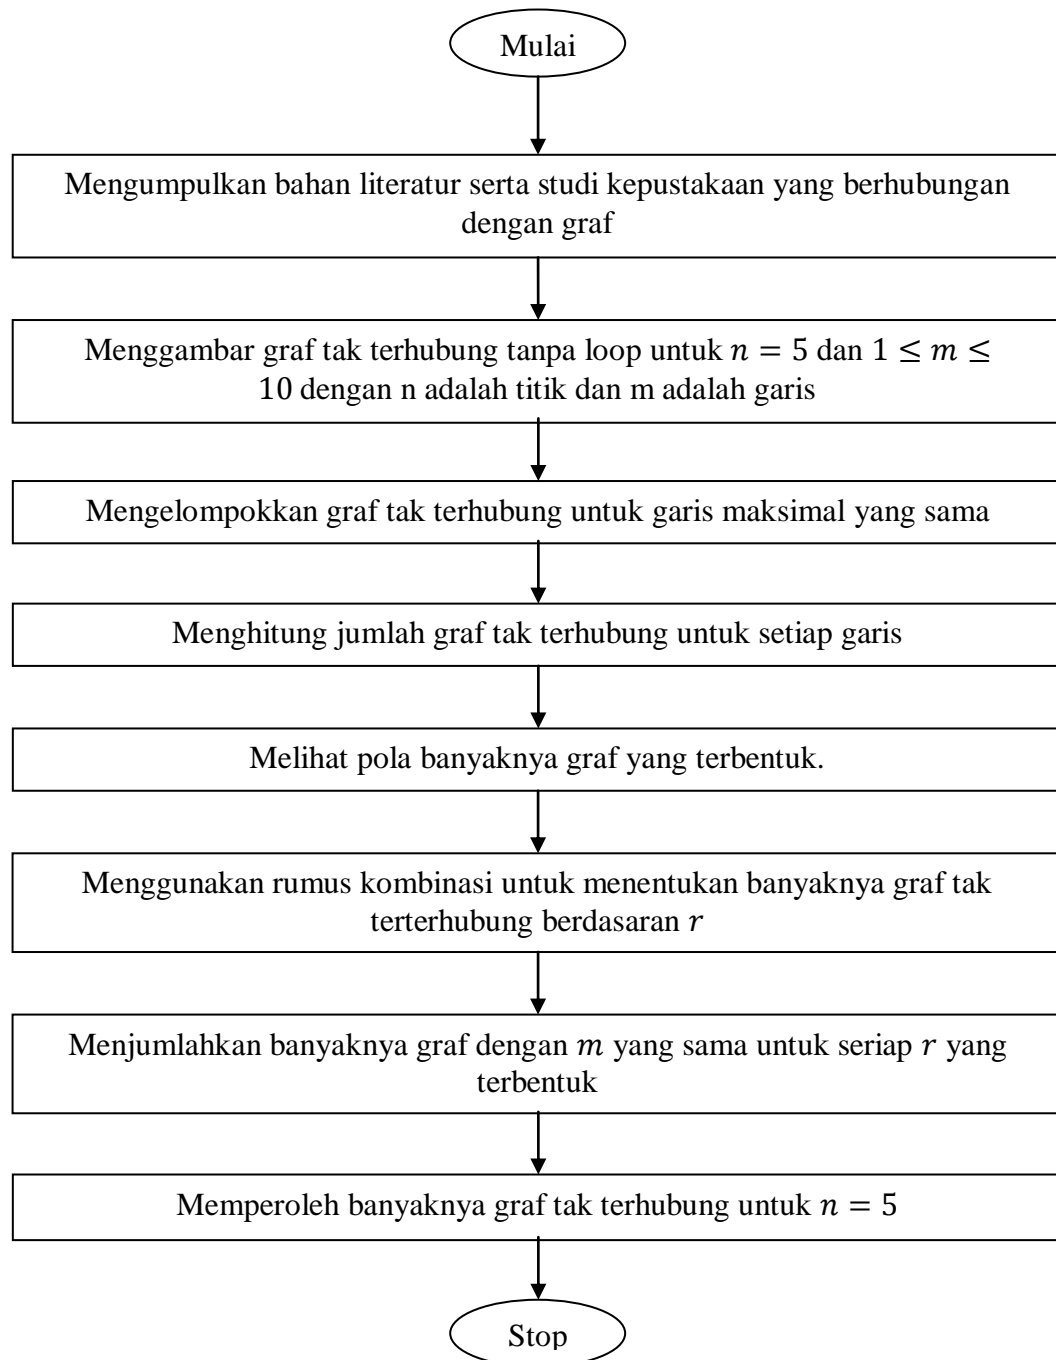 Mulai
Mengumpulkan bahan literatur serta studi kepustakaan yang berhubungan
dengan graf
Menggambar graf tak terhubung tanpa loop untuk 𝑛 = 5 dan 1 ≤ 𝑚 ≤
10 dengan n adalah titik dan m adalah garis
Mengelompokkan graf tak terhubung untuk garis maksimal yang sama
Menghitung jumlah graf tak terhubung untuk setiap garis
Melihat pola banyaknya graf yang terbentuk.
Menggunakan rumus kombinasi untuk menentukan banyaknya graf tak
terterhubung berdasaran 𝑟
Menjumlahkan banyaknya graf dengan 𝑚 yang sama untuk seriap 𝑟 yang
terbentuk
Memperoleh banyaknya graf tak terhubung untuk 𝑛 = 5
Stop